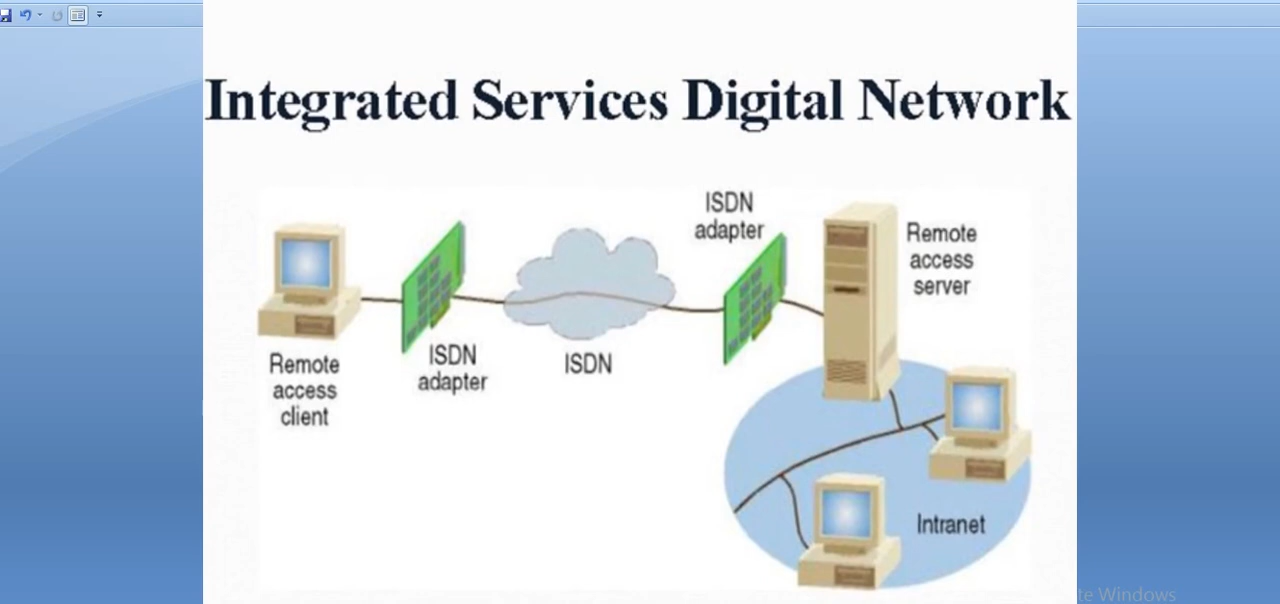 Integrated Services Digital Network
ISDN
adapter
Remote
access
server
Remote
access
client
ISDN
adapter
ISDN
Intranet
te Windows